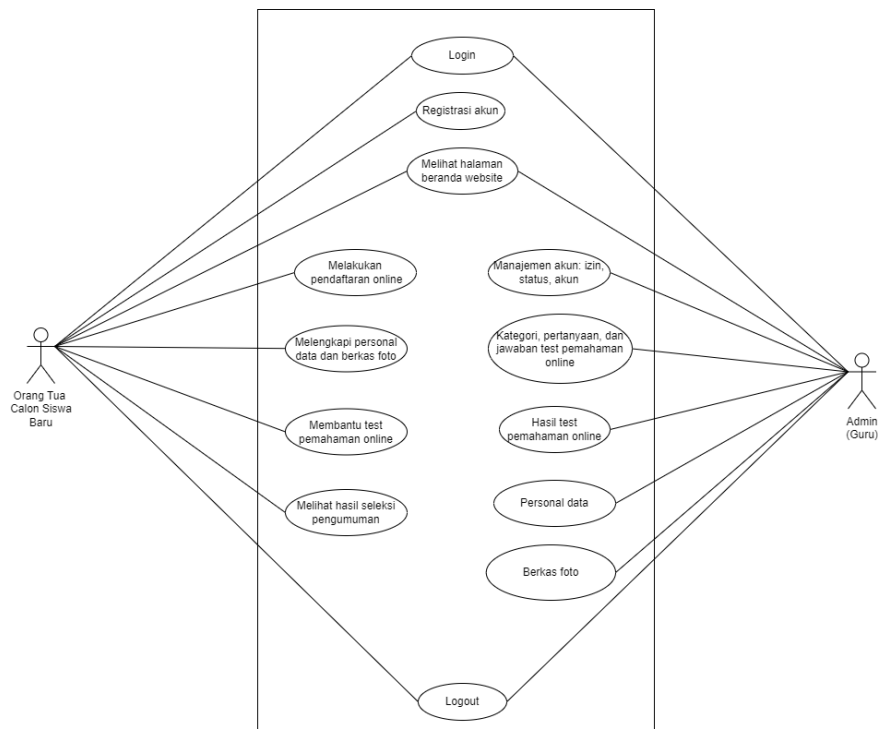 Login
Registrasi akun
Melihat halaman
beranda website
Melakukan
pendaftaran online
Manajemen akun: izin,
status, akun
Melengkapi personal
data dan berkas foto
Kategori, pertanyaan, dan
jawaban test pemahaman
online
Orang Tua
Calon Siswa
Baru
Admin
(Guru)
Membantu test
pemahaman online
Hasil test
pemahaman online
Melihat hasil seleksi
pengumuman
Personal data
Berkas foto
Logout